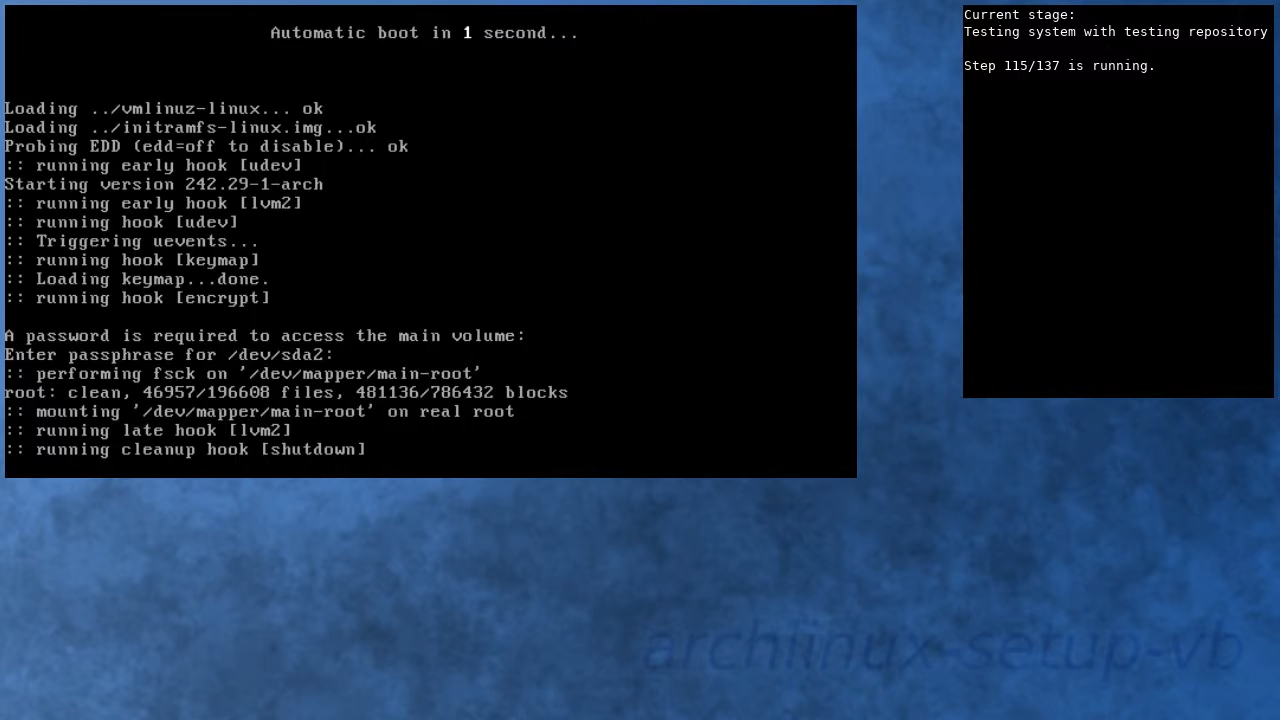 Automatic boot in 1 second...
Loading ../vmlinuz-linux... ok
Loading ../initramfs-linux.img...ok
Probing EDD (edd=off to disable)... ok
:: running early hook [udev]
Starting version 242.29-1-arch
:: running early hook [lvm2]
:: running hook [udev]
:: Triggering uevents...
:: running hook [keymap]
:: Loading keymap...done.
:: running hook [encrypt]
A password is required to access the main volume:
Enter passphrase for /dev/sda2:
:: performing fsck on '/dev/mapper/main-root'
root: clean, 46957/196608 files, 481136/786432 blocks
:: mounting '/dev/mapper/main-root' on real root
:: running late hook [lvm2]
:: running cleanup hook [shutdown]
Current stage:
Testing system with testing repository
Step 115/137 is running.
archlinux-setup-vb